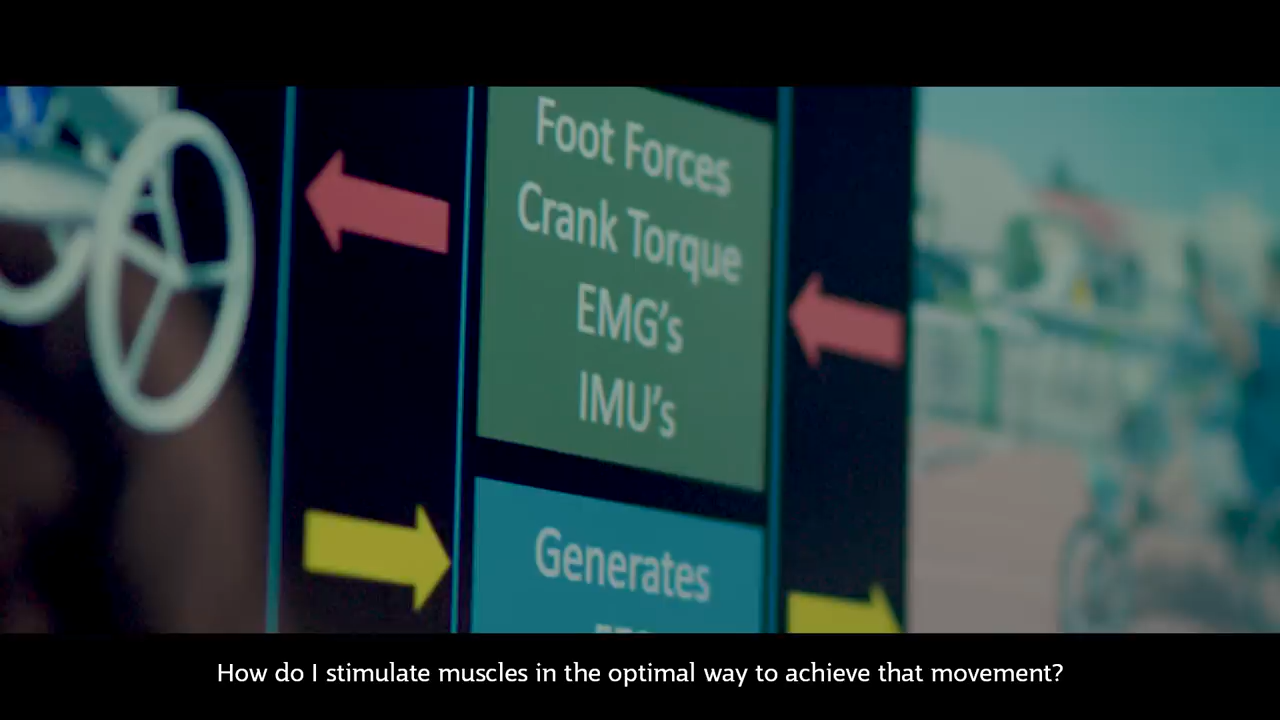 Foot Forces
Crank Torque
EMG's
IMU's
Generates
How do I stimulate muscles in the optimal way to achieve that movement?